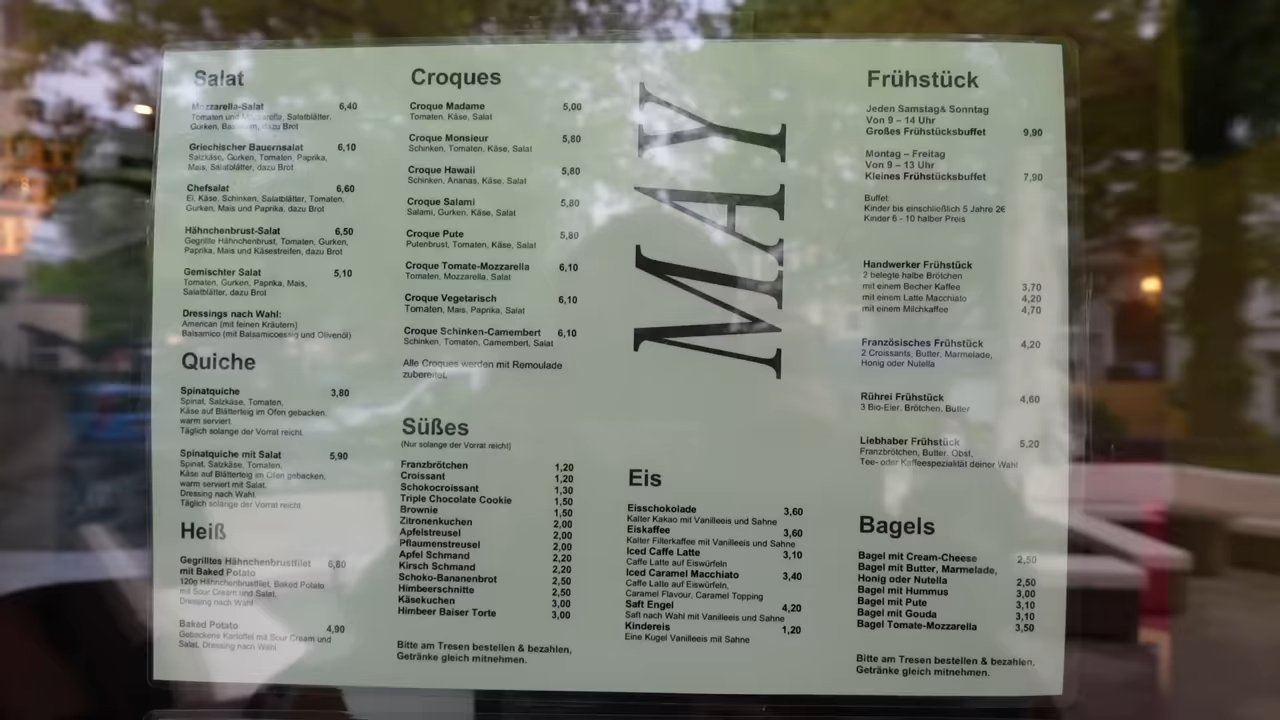 Salat
Mozzarella-Salat 6,40
Tomaten und Mozzarella, Salatblätter,
Gurken, Basilikum, dazu Brot
Griechischer Bauernsalat 6,10
Salzkäse, Gurken, Tomaten, Paprika,
Mais, Salatblätter, dazu Brot
Chefsalat 6,60
Ei, Käse, Schinken, Salatblätter, Tomaten,
Gurken, Mais und Paprika, dazu Brot
Hähnchenbrust-Salat 6,50
Gegrillte Hähnchenbrust, Tomaten, Gurken,
Paprika, Mais und Käsestreifen, dazu Brot
Gemischter Salat 5,10
Tomaten, Gurken, Paprika, Mais,
Salatblätter, dazu Brot
Dressings nach Wahl:
American (mit feinen Kräutern)
Balsamico (mit Balsamicoessig und Olivenöl)
Quiche
Spinatquiche 3,80
Spinat, Salzkäse, Tomaten,
Käse auf Blätterteig im Ofen gebacken,
warm serviert.
Täglich solange der Vorrat reicht.
Spinatquiche mit Salat 5,90
Spinat, Salzkäse, Tomaten,
Käse auf Blätterteig im Ofen gebacken,
warm serviert mit Salat,
Dressing nach Wahl.
Täglich solange der Vorrat reicht.
Heiß
Gegrilltes Hähnchenbrustfilet 6,80
mit Baked Potato
120g Hähnchenbrustfilet, Baked Potato
mit Sour Cream und Salat,
Dressing nach Wahl
Baked Potato 4,90
Gebackene Kartoffel mit Sour Cream und
Salat, Dressing nach Wahl
Croques
Croque Madame 5,00
Tomaten, Käse, Salat
Croque Monsieur 5,80
Schinken, Tomaten, Käse, Salat
Croque Hawaii 5,80
Schinken, Ananas, Käse, Salat
Croque Salami 5,80
Salami, Gurken, Käse, Salat
Croque Pute 5,80
Putenbrust, Tomaten, Käse, Salat
Croque Tomate-Mozzarella 6,10
Tomaten, Mozzarella, Salat
Croque Vegetarisch 6,10
Tomaten, Mais, Paprika, Salat
Croque Schinken-Camembert 6,10
Schinken, Tomaten, Camembert, Salat
Alle Croques werden mit Remoulade
zubereitet.
Süßes
(Nur solange der Vorrat reicht)
Franzbrötchen 1,20
Croissant 1,20
Schokocroissant 1,30
Triple Chocolate Cookie 1,50
Brownie 1,50
Zitronenkuchen 2,00
Apfelstreusel 2,00
Pflaumenstreusel 2,00
Apfel Schmand 2,20
Kirsch Schmand 2,20
Schoko-Bananenbrot 2,50
Himbeerschnitte 2,50
Käsekuchen 3,00
Himbeer Baiser Torte 3,00
Bitte am Tresen bestellen & bezahlen,
Getränke gleich mitnehmen.
MAY
Eis
Eisschokolade 3,60
Kalter Kakao mit Vanilleeis und Sahne
Eiskaffee 3,60
Kalter Filterkaffee mit Vanilleeis und Sahne
Iced Caffe Latte 3,10
Caffe Latte auf Eiswürfeln
Iced Caramel Macchiato 3,40
Caffe Latte auf Eiswürfeln,
Caramel Flavour, Caramel Topping
Saft Engel 4,20
Saft nach Wahl mit Vanilleeis und Sahne
Kindereis 1,20
Eine Kugel Vanilleeis mit Sahne
Frühstück
Jeden Samstag& Sonntag
Von 9 – 14 Uhr
Großes Frühstücksbuffet 9,90
Montag – Freitag
Von 9 – 13 Uhr
Kleines Frühstücksbuffet 7,90
Buffet:
Kinder bis einschließlich 5 Jahre 2€
Kinder 6 - 10 halber Preis
Handwerker Frühstück
2 belegte halbe Brötchen
mit einem Becher Kaffee 3,70
mit einem Latte Macchiato 4,20
mit einem Milchkaffee 4,70
Französisches Frühstück 4,20
2 Croissants, Butter, Marmelade,
Honig oder Nutella
Rührei Frühstück 4,60
3 Bio-Eier, Brötchen, Butter
Liebhaber Frühstück 5,20
Franzbrötchen, Butter, Obst,
Tee- oder Kaffeespezialität deiner Wahl
Bagels
Bagel mit Cream-Cheese 2,50
Bagel mit Butter, Marmelade,
Honig oder Nutella 2,50
Bagel mit Hummus 3,00
Bagel mit Pute 3,10
Bagel mit Gouda 3,10
Bagel Tomate-Mozzarella 3,50
Bitte am Tresen bestellen & bezahlen,
Getränke gleich mitnehmen.